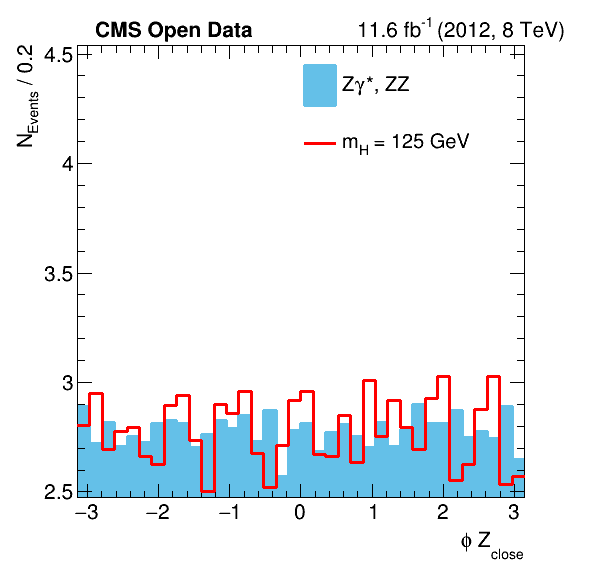 CMS Open Data 11.6 fb⁻¹ (2012, 8 TeV)
N_Events / 0.2
Zγ*, ZZ
m_H = 125 GeV
4.5
4
3.5
3
2.5
−3 −2 −1 0 1 2 3
ϕ Z_close